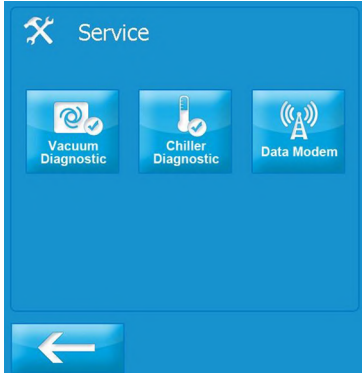 Service
Vacuum
Diagnostic
Chiller
Diagnostic
Data Modem